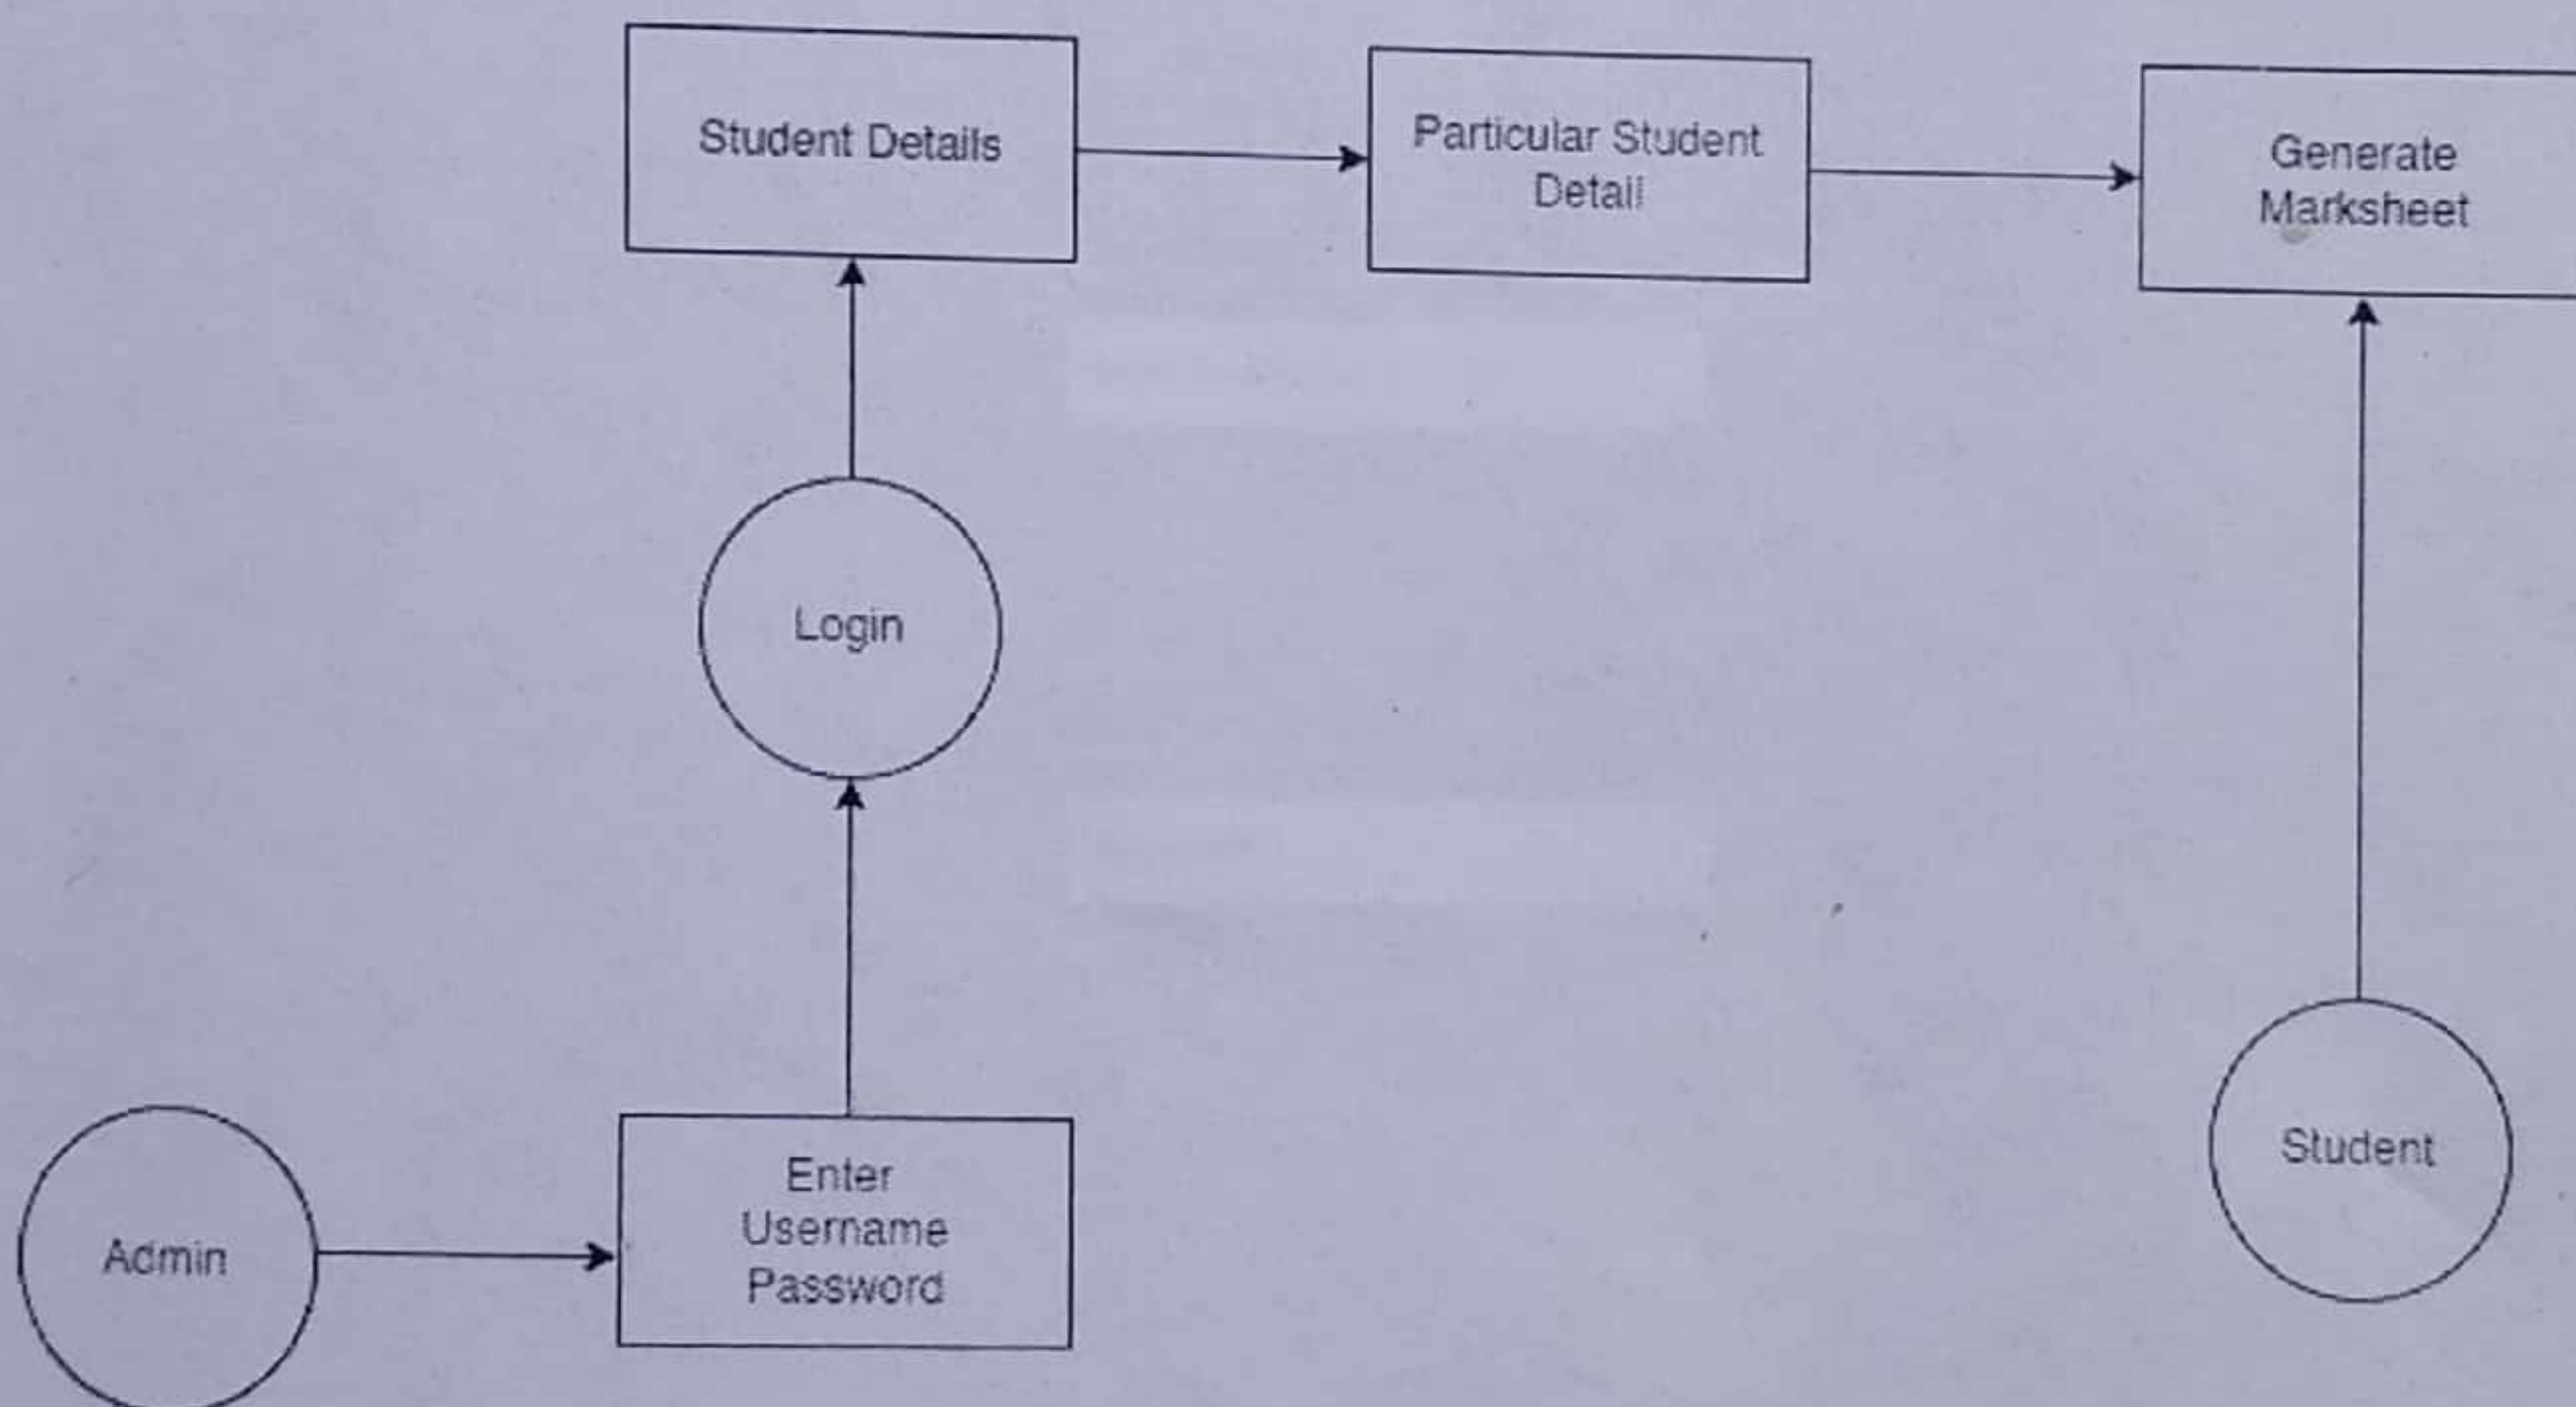 Student Details
Particular Student
Detail
Generate
Marksheet
Login
Enter
Username
Password
Admin
Student